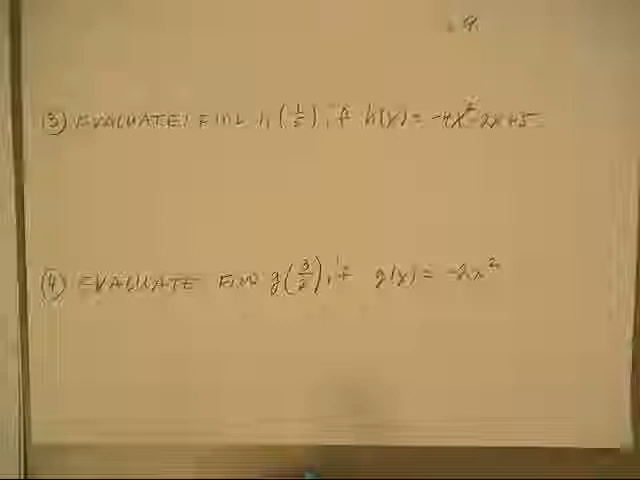 (3) EVALUATE: FIND h(1/2), if h(x) = -4x² - 2x + 5
(4) EVALUATE FIND g(3/2), if g(x) = -2x²